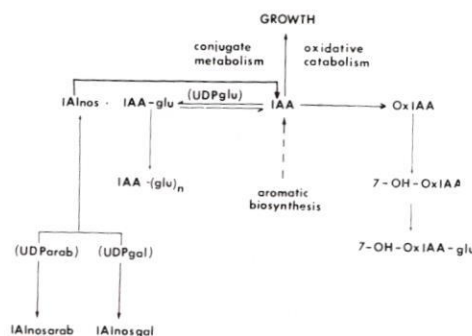 GROWTH
conjugate metabolism
oxidative catabolism
IAInos · IAA-glu (UDPglu) IAA OxIAA
IAA-(glu)n
aromatic biosynthesis
7-OH-OxIAA
(UDParab) (UDPgal)
7-OH-OxIAA-glu
IAInosarab IAInosgal